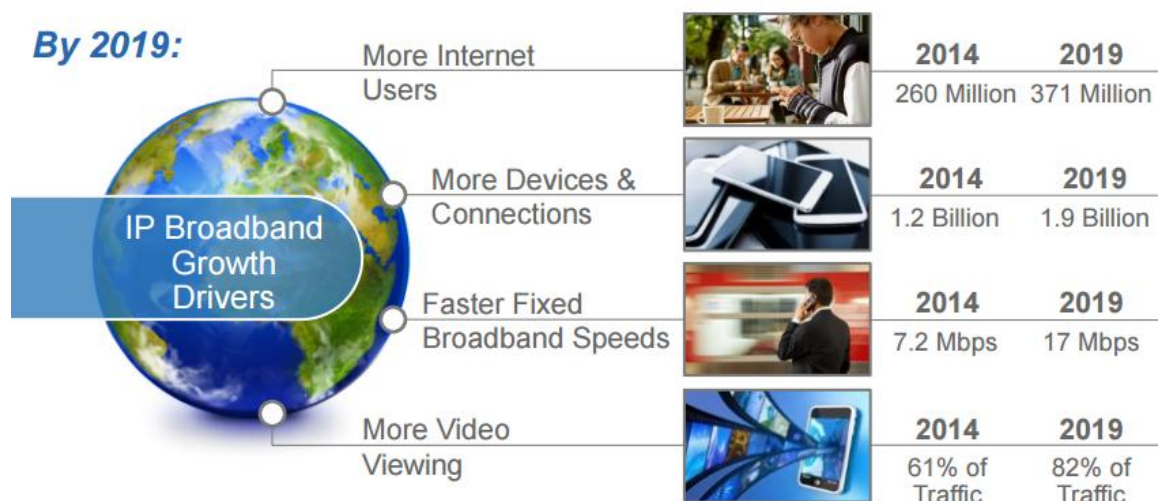 By 2019:
IP Broadband
Growth
Drivers
More Internet
Users
2014 2019
260 Million 371 Million
More Devices &
Connections
2014 2019
1.2 Billion 1.9 Billion
Faster Fixed
Broadband Speeds
2014 2019
7.2 Mbps 17 Mbps
More Video
Viewing
2014 2019
61% of 82% of
Traffic Traffic